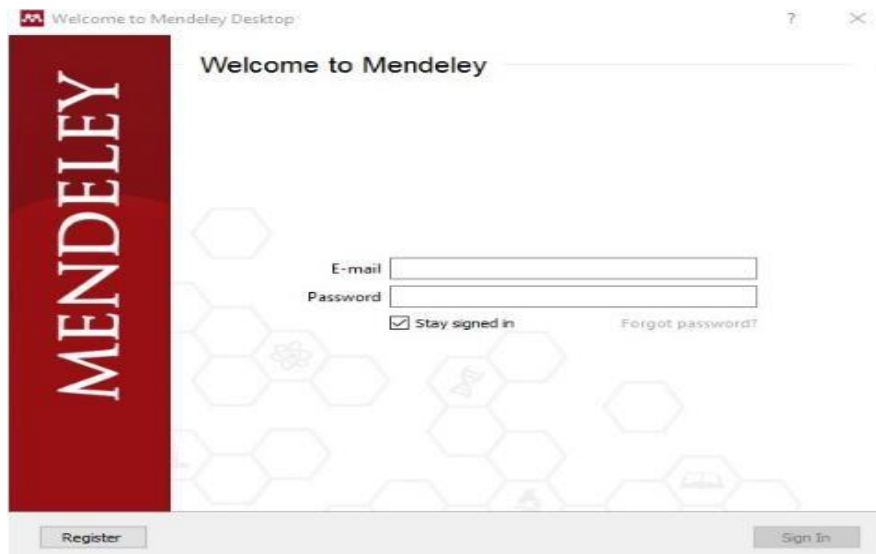 Welcome to Mendeley Desktop
?
MENDELEY
Welcome to Mendeley
E-mail
Password
Stay signed in
Forgot password?
Register
Sign In